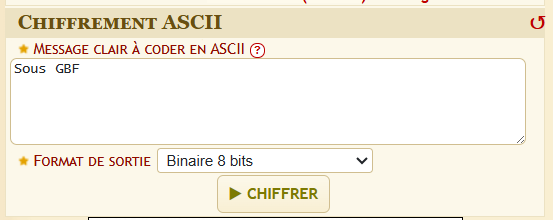 Chiffrement ASCII
Message clair à coder en ASCII ?
Sous GBF
Format de sortie Binaire 8 bits
CHIFFRER